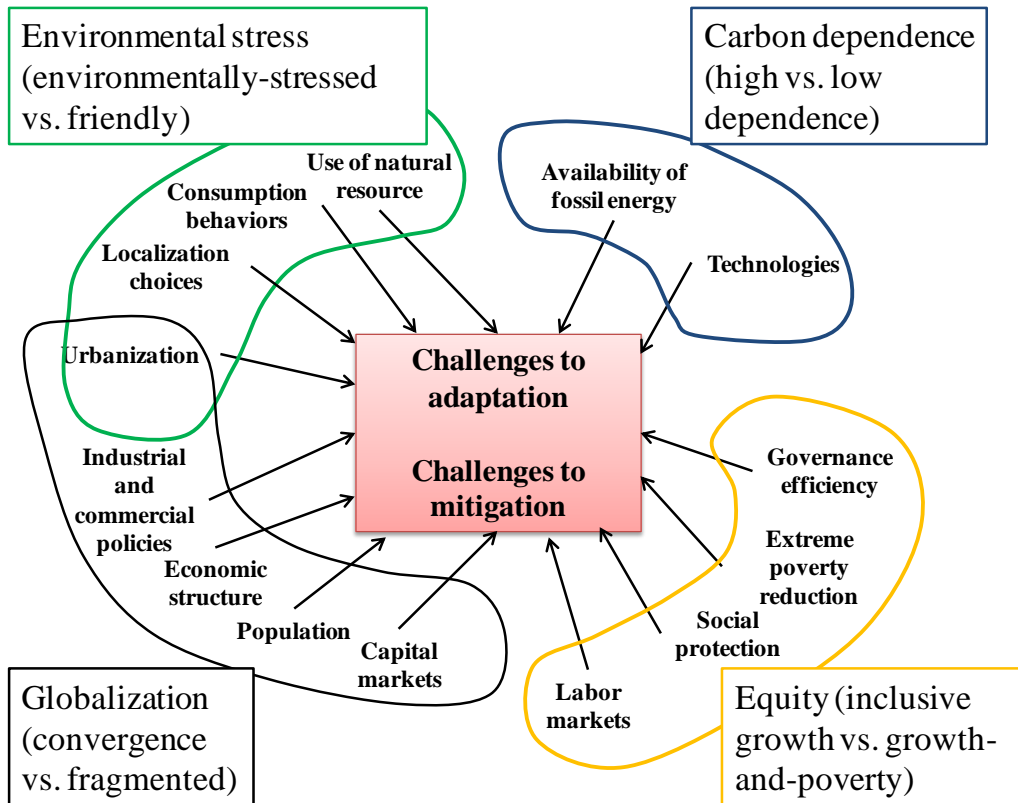 Environmental stress
(environmentally-stressed
vs. friendly)
Carbon dependence
(high vs. low
dependence)
Use of natural
resource
Consumption
behaviors
Localization
choices
Urbanization
Availability of
fossil energy
Technologies
Challenges to
adaptation
Challenges to
mitigation
Industrial and
commercial
policies
Economic
structure
Population
Capital
markets
Governance
efficiency
Extreme
poverty
reduction
Social
protection
Labor
markets
Globalization
(convergence
vs. fragmented)
Equity (inclusive
growth vs. growth-
and-poverty)